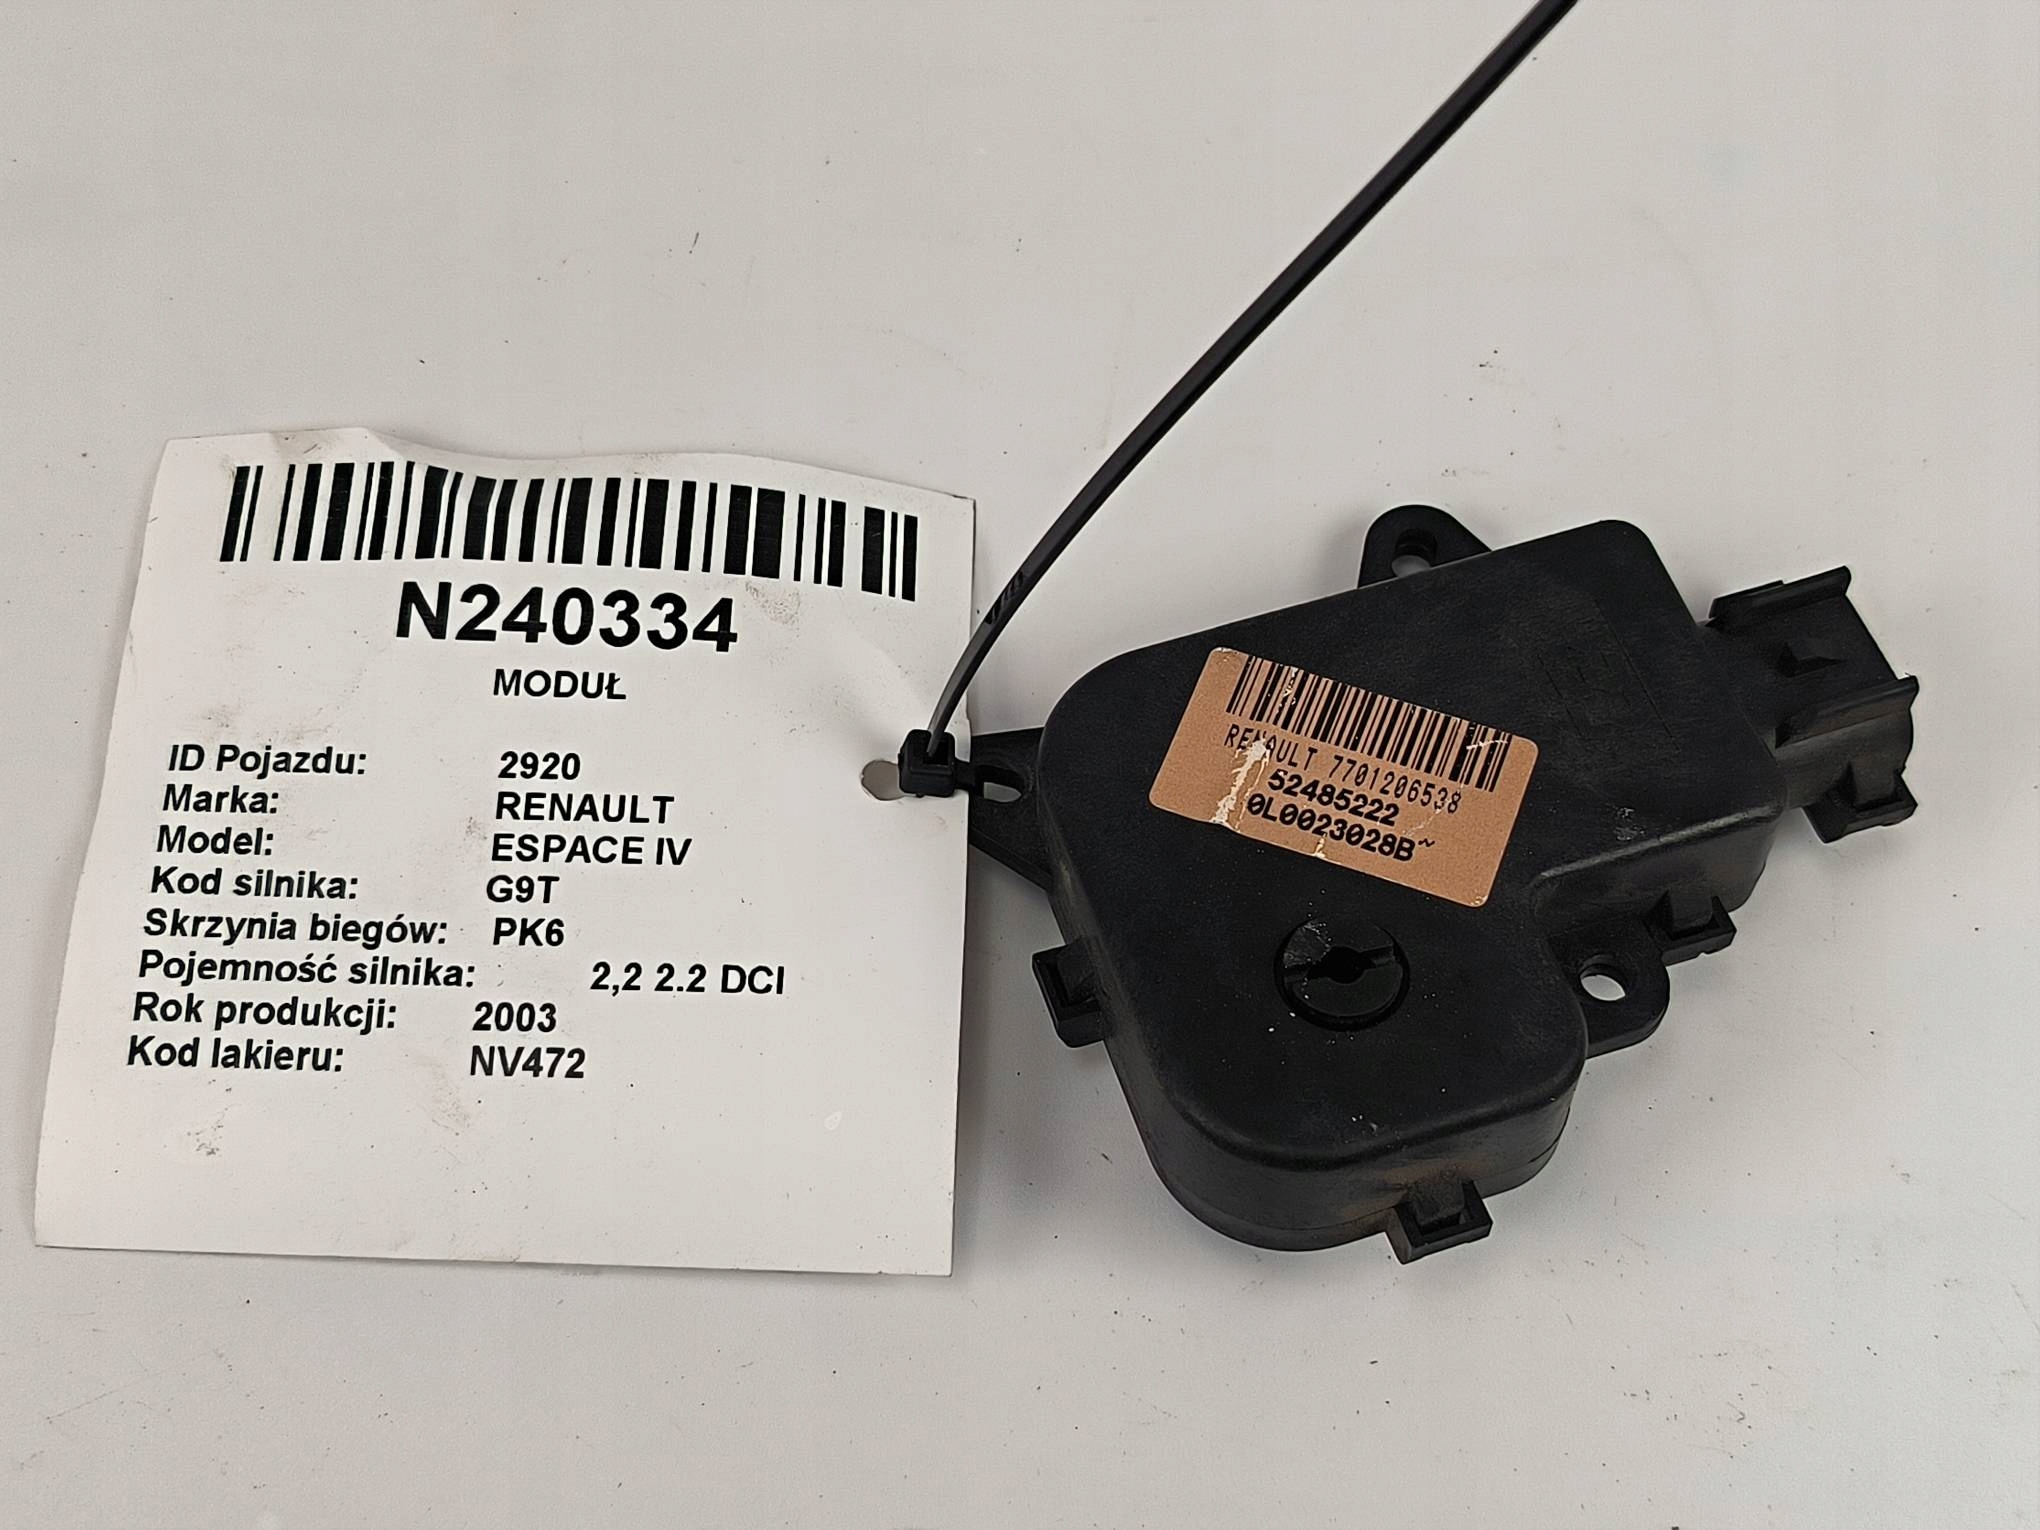 N240334
MODUŁ
ID Pojazdu: 2920
Marka: RENAULT
Model: ESPACE IV
Kod silnika: G9T
Skrzynia biegów: PK6
Pojemność silnika: 2,2 2.2 DCI
Rok produkcji: 2003
Kod lakieru: NV472
RENAULT 7701206538
52485222
0L0023028B~